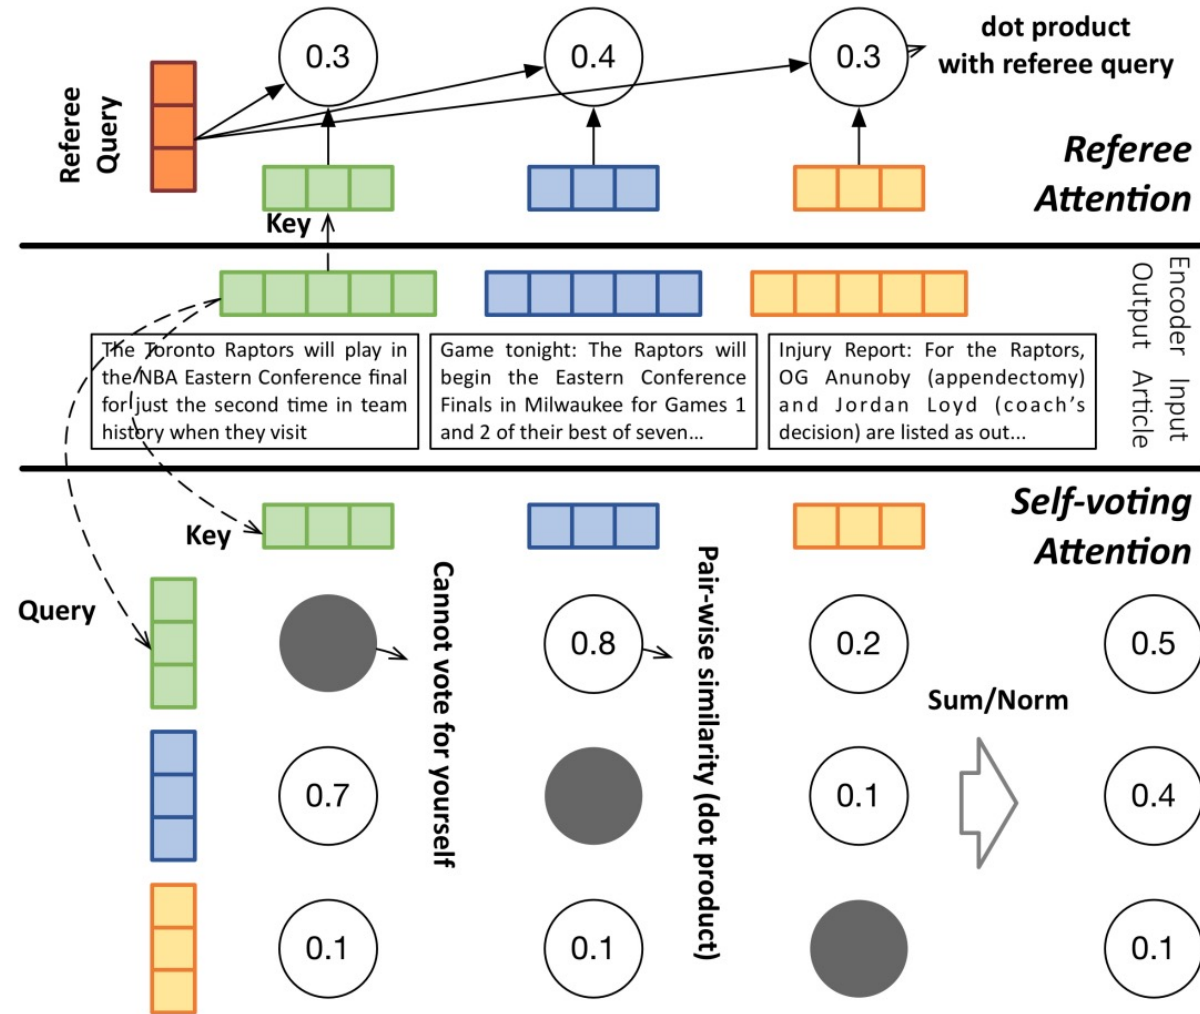 0.3
0.4
0.3
dot product
with referee query
Referee
Query
Referee
Attention
Key
Encoder Input
Output Article
The Toronto Raptors will play in
the NBA Eastern Conference final
for just the second time in team
history when they visit
Game tonight: The Raptors will
begin the Eastern Conference
Finals in Milwaukee for Games 1
and 2 of their best of seven...
Injury Report: For the Raptors,
OG Anunoby (appendectomy)
and Jordan Loyd (coach's
decision) are listed as out...
Self-voting
Attention
Key
Query
Cannot vote for yourself
Pair-wise similarity (dot product)
0.8
0.2
0.5
Sum/Norm
0.7
0.1
0.4
0.1
0.1
0.1